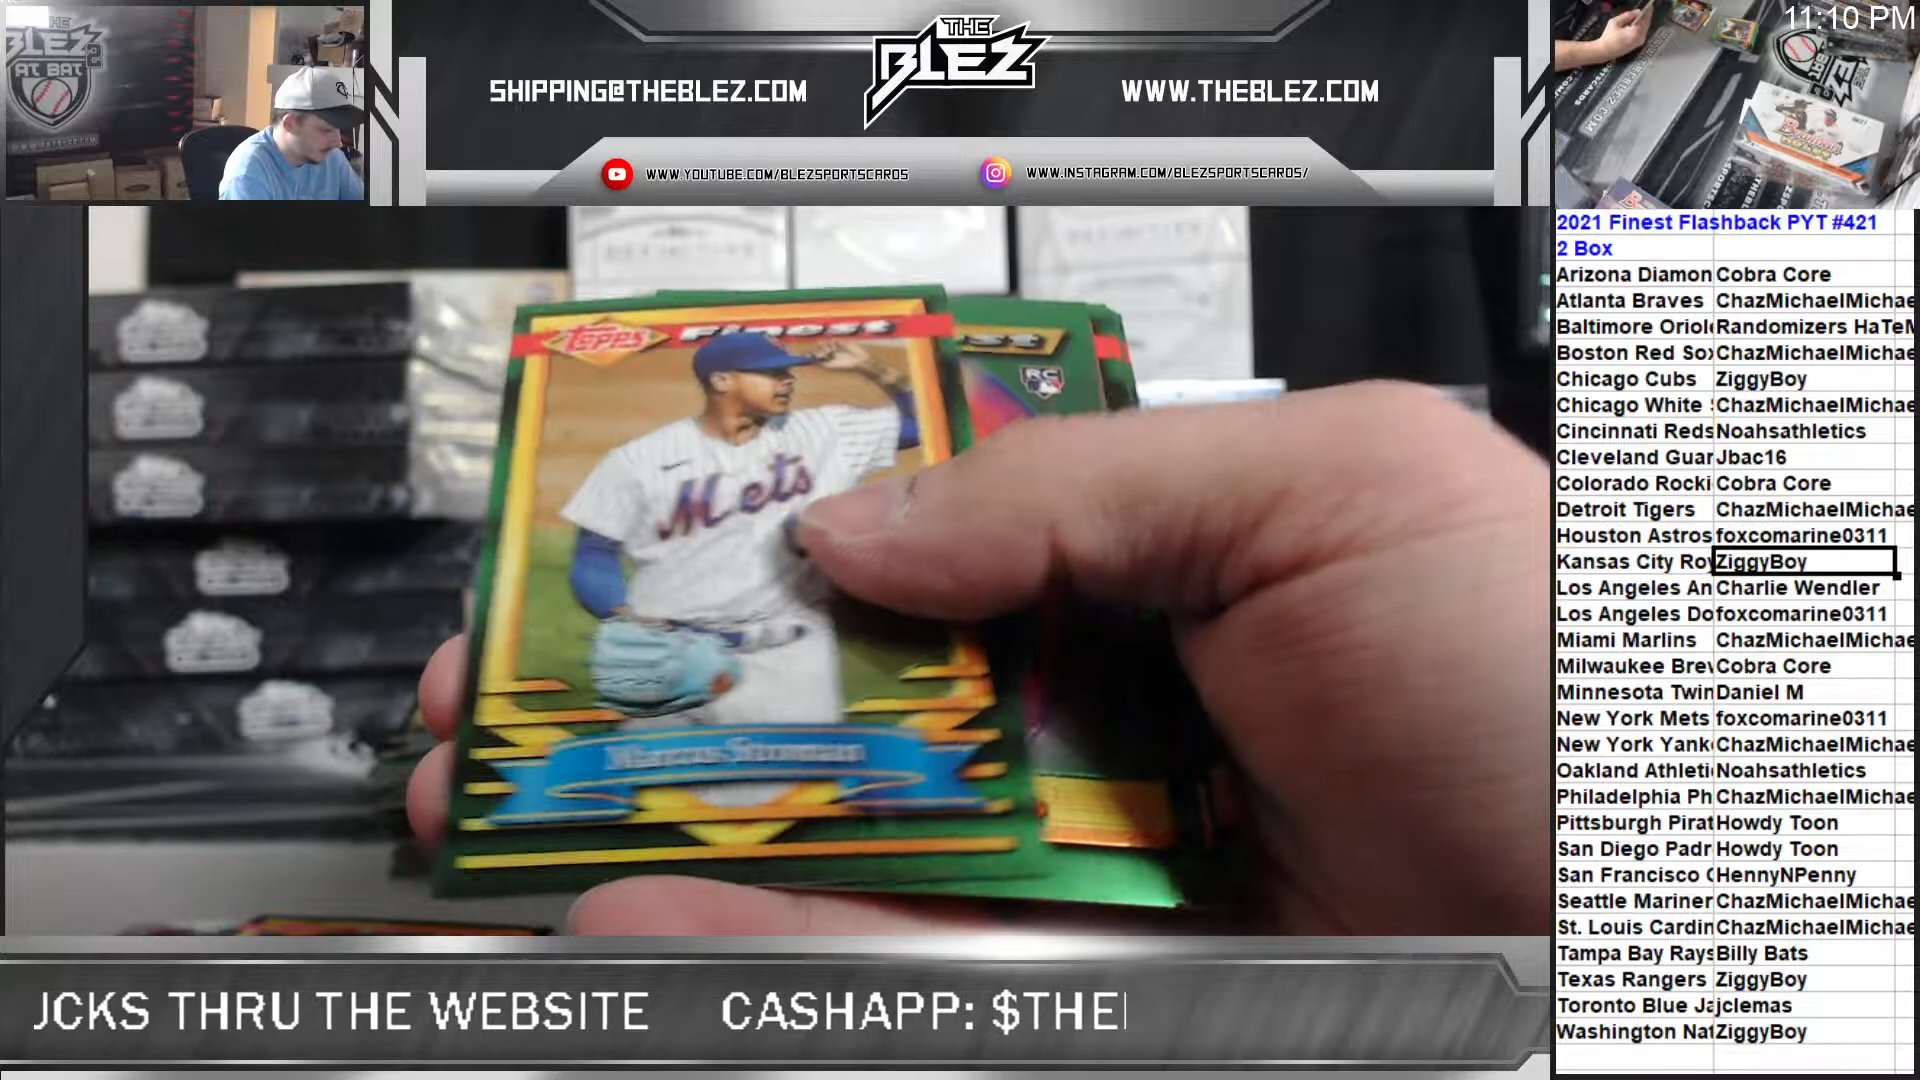 THE
BLEZ
AT BAT
SHIPPING@THEBLEZ.COM
THE
BLEZ
WWW.THEBLEZ.COM
WWW.YOUTUBE.COM/BLEZSPORTSCARDS
WWW.INSTAGRAM.COM/BLEZSPORTSCARDS/
11:10 PM
Bowman
2021 Finest Flashback PYT #421
2 Box
Arizona Diamon Cobra Core
Atlanta Braves ChazMichaelMichae
Baltimore Oriol Randomizers HaTeM
Boston Red Sox ChazMichaelMichae
Chicago Cubs ZiggyBoy
Chicago White ChazMichaelMichae
Cincinnati Reds Noahsathletics
Cleveland Guar Jbac16
Colorado Rocki Cobra Core
Detroit Tigers ChazMichaelMichae
Houston Astros foxcomarine0311
Kansas City Roy ZiggyBoy
Los Angeles An Charlie Wendler
Los Angeles Do foxcomarine0311
Miami Marlins ChazMichaelMichae
Milwaukee Brew Cobra Core
Minnesota Twin Daniel M
New York Mets foxcomarine0311
New York Yank ChazMichaelMichae
Oakland Athleti Noahsathletics
Philadelphia Ph ChazMichaelMichae
Pittsburgh Pirat Howdy Toon
San Diego Padr Howdy Toon
San Francisco G HennyNPenny
Seattle Mariner ChazMichaelMichae
St. Louis Cardin ChazMichaelMichae
Tampa Bay Rays Billy Bats
Texas Rangers ZiggyBoy
Toronto Blue Ja jclemas
Washington Nat ZiggyBoy
Topps Finest
RC
Mets
Marcus Stroman
UCKS THRU THE WEBSITE CASHAPP: $THE